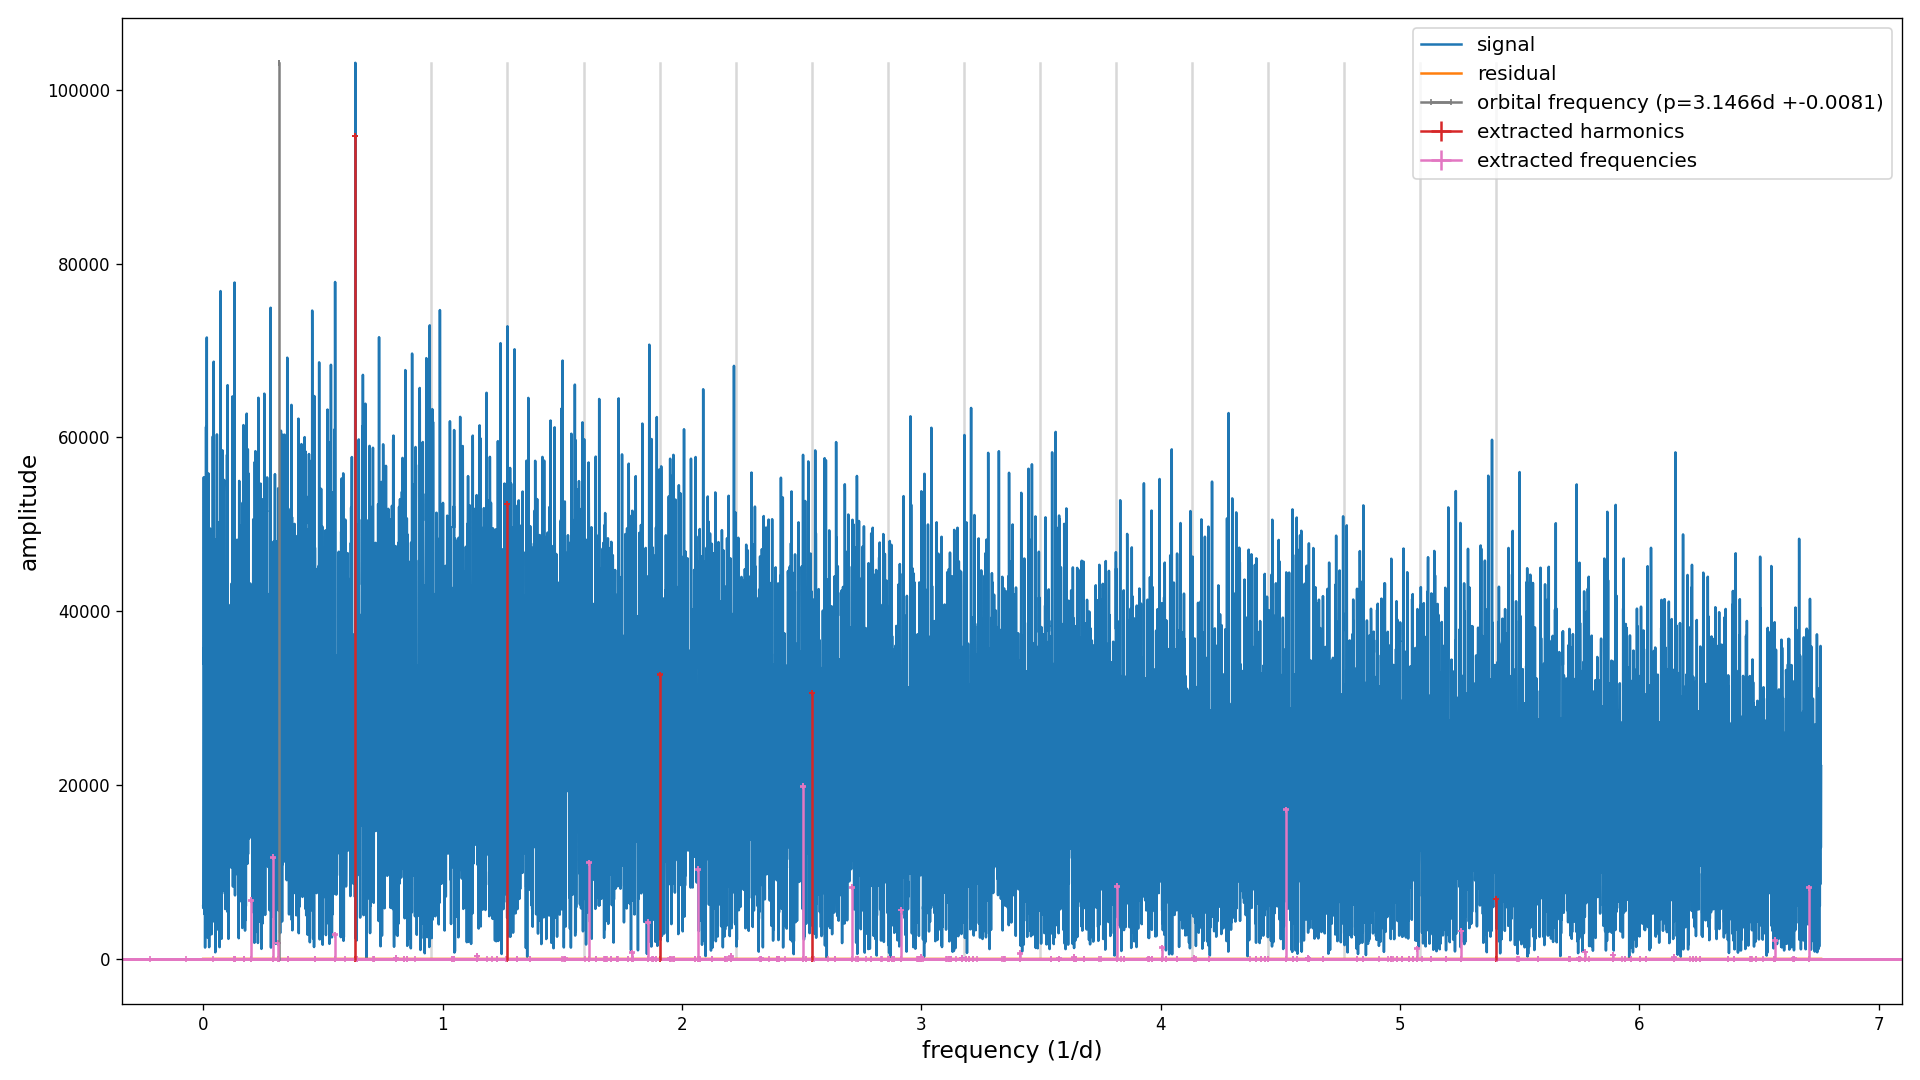 signal
residual
orbital frequency (p=3.1466d +-0.0081)
extracted harmonics
extracted frequencies
100000
80000
60000
40000
20000
0
amplitude
0 1 2 3 4 5 6 7
frequency (1/d)